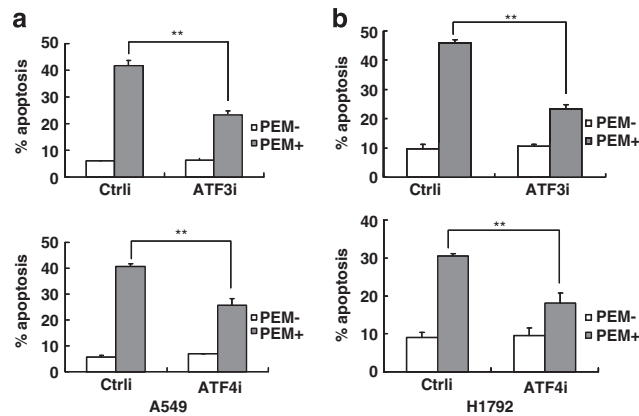 a
% apoptosis
50
40
30
20
10
0
**
PEM-
PEM+
Ctrli
ATF3i
b
% apoptosis
50
40
30
20
10
0
**
PEM-
PEM+
Ctrli
ATF3i
% apoptosis
50
40
30
20
10
0
**
PEM-
PEM+
Ctrli
ATF4i
A549
% apoptosis
40
30
20
10
0
**
PEM-
PEM+
Ctrli
ATF4i
H1792